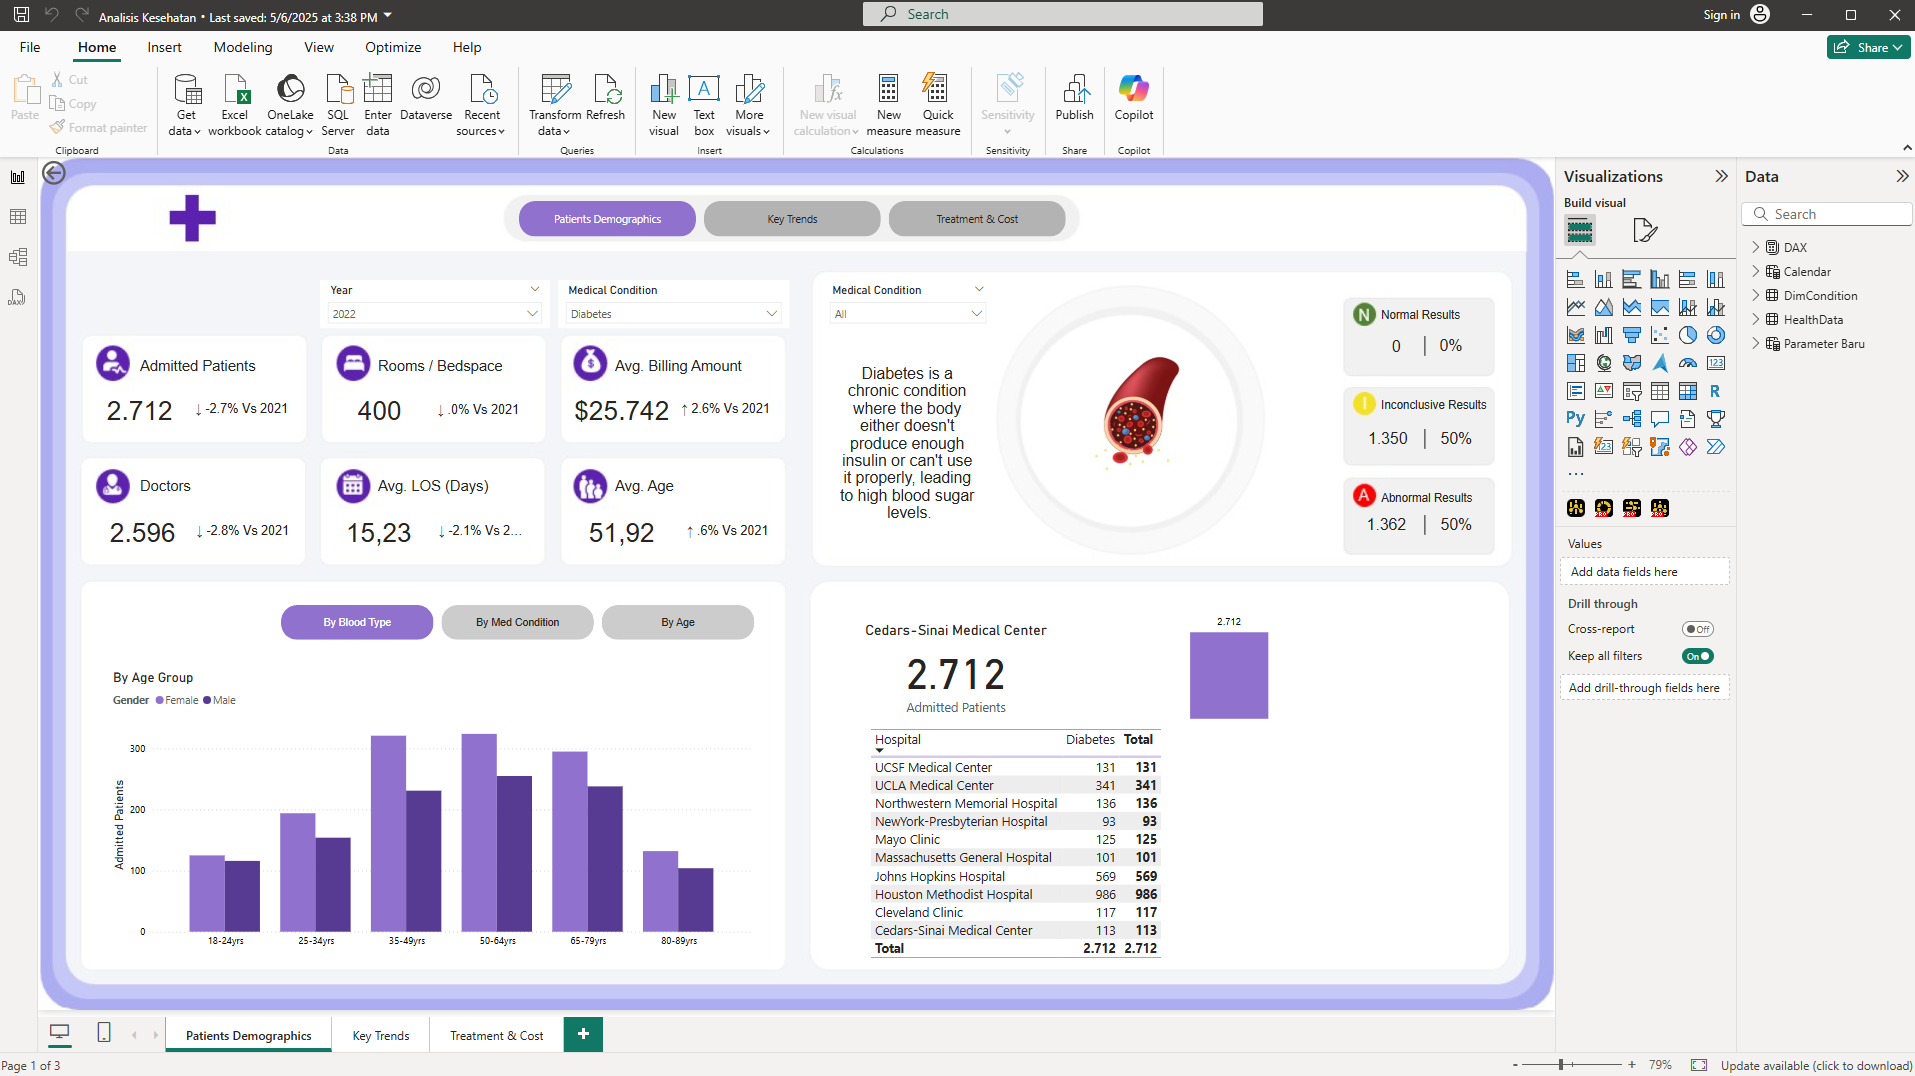 Analisis Kesehatan • Last saved: 5/6/2025 at 3:38 PM
Search
Sign in
File
Home
Insert
Modeling
View
Optimize
Help
Share
Paste
Cut
Copy
Format painter
Clipboard
Get data
Excel workbook
OneLake catalog
SQL Server
Enter data
Dataverse
Recent sources
Data
Transform data
Refresh
Queries
New visual
Text box
More visuals
Insert
New visual calculation
New measure
Quick measure
Calculations
Sensitivity
Sensitivity
Publish
Share
Copilot
Copilot
Patients Demographics
Key Trends
Treatment & Cost
Year
2022
Medical Condition
Diabetes
Admitted Patients
2.712
↓ -2.7% Vs 2021
Rooms / Bedspace
400
↓ .0% Vs 2021
Avg. Billing Amount
$25.742
↑ 2.6% Vs 2021
Doctors
2.596
↓ -2.8% Vs 2021
Avg. LOS (Days)
15,23
↓ -2.1% Vs 2...
Avg. Age
51,92
↑ .6% Vs 2021
Medical Condition
All
Diabetes is a
chronic condition
where the body
either doesn't
produce enough
insulin or can't use
it properly, leading
to high blood sugar
levels.
N Normal Results
0 | 0%
I Inconclusive Results
1.350 | 50%
A Abnormal Results
1.362 | 50%
By Blood Type
By Med Condition
By Age
By Age Group
Gender Female Male
Admitted Patients
300
200
100
0
18-24yrs
25-34yrs
35-49yrs
50-64yrs
65-79yrs
80-89yrs
Cedars-Sinai Medical Center
2.712
Admitted Patients
2.712
Hospital Diabetes Total
UCSF Medical Center 131 131
UCLA Medical Center 341 341
Northwestern Memorial Hospital 136 136
NewYork-Presbyterian Hospital 93 93
Mayo Clinic 125 125
Massachusetts General Hospital 101 101
Johns Hopkins Hospital 569 569
Houston Methodist Hospital 986 986
Cleveland Clinic 117 117
Cedars-Sinai Medical Center 113 113
Total 2.712 2.712
Visualizations
Build visual
123
R
Py
123
PRO
PRO
PRO
Values
Add data fields here
Drill through
Cross-report Off
Keep all filters On
Add drill-through fields here
Data
Search
DAX
Calendar
DimCondition
HealthData
Parameter Baru
DAX
Patients Demographics
Key Trends
Treatment & Cost
Page 1 of 3
- + 79%
Update available (click to download)